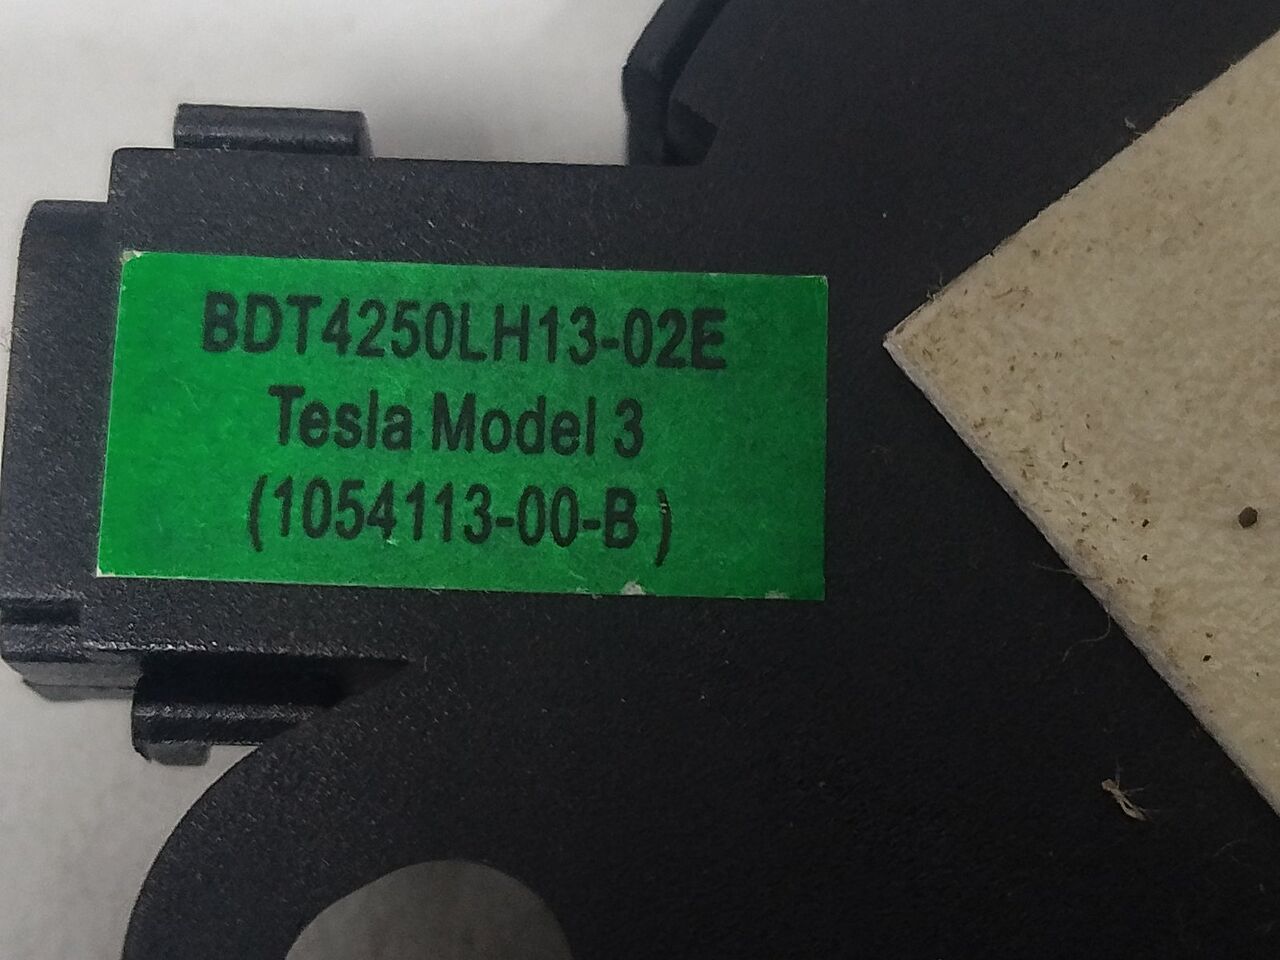 BDT4250LH13-02E
Tesla Model 3
(1054113-00-B )